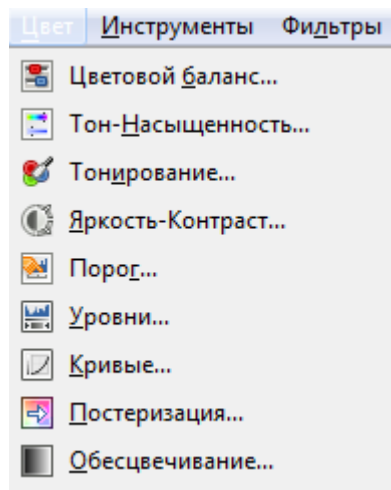 Цвет Инструменты Фильтры
Цветовой баланс...
Тон-Насыщенность...
Тонирование...
Яркость-Контраст...
Порог...
Уровни...
Кривые...
Постеризация...
Обесцвечивание...